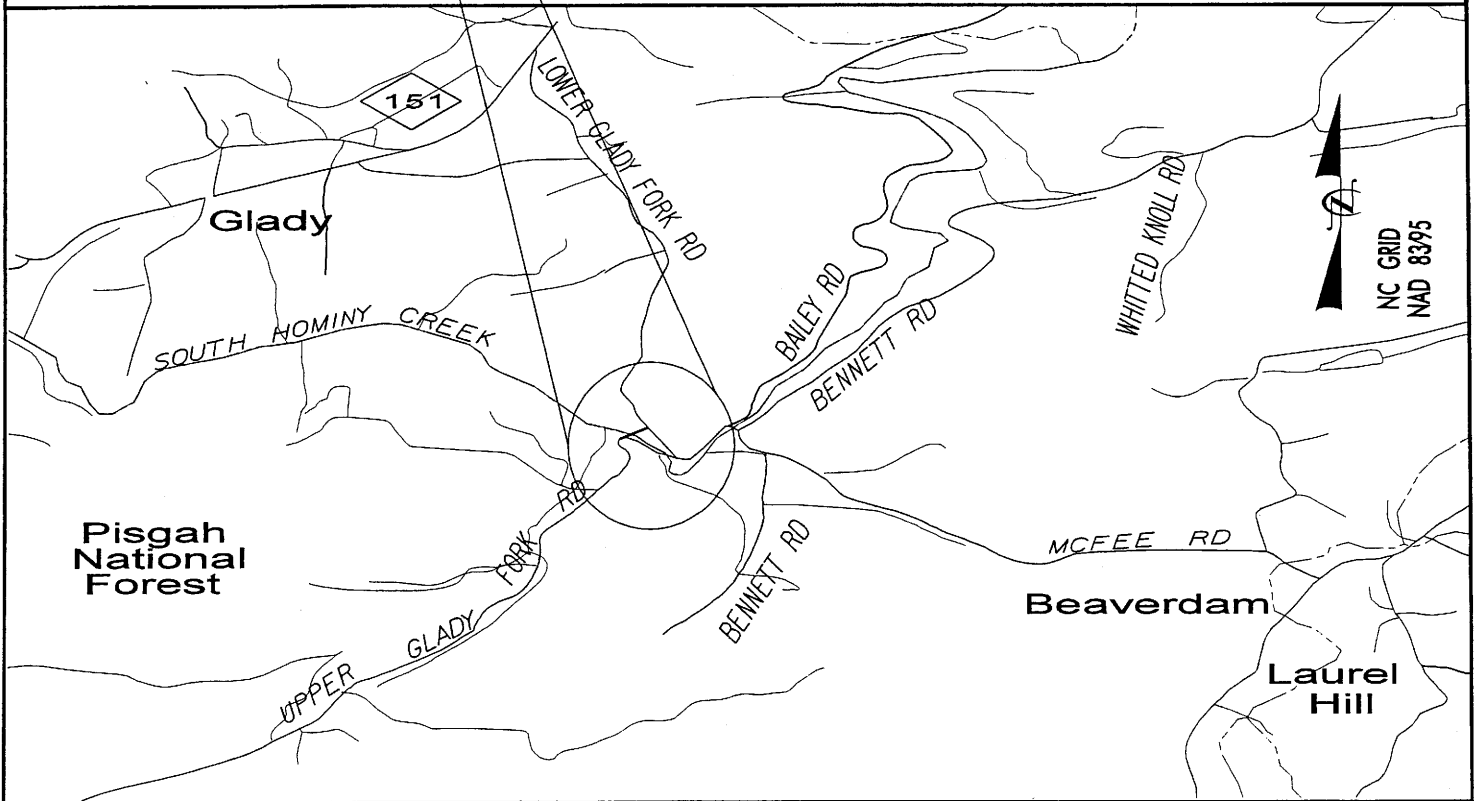 151
LOWER GLADY FORK RD
Glady
SOUTH HOMINY CREEK
BAILEY RD
BENNETT RD
WHITTED KNOLL RD
NC GRID
NAD 83/95
Pisgah
National
Forest
UPPER GLADY FORK RD
BENNETT RD
MCFEE RD
Beaverdam
Laurel
Hill